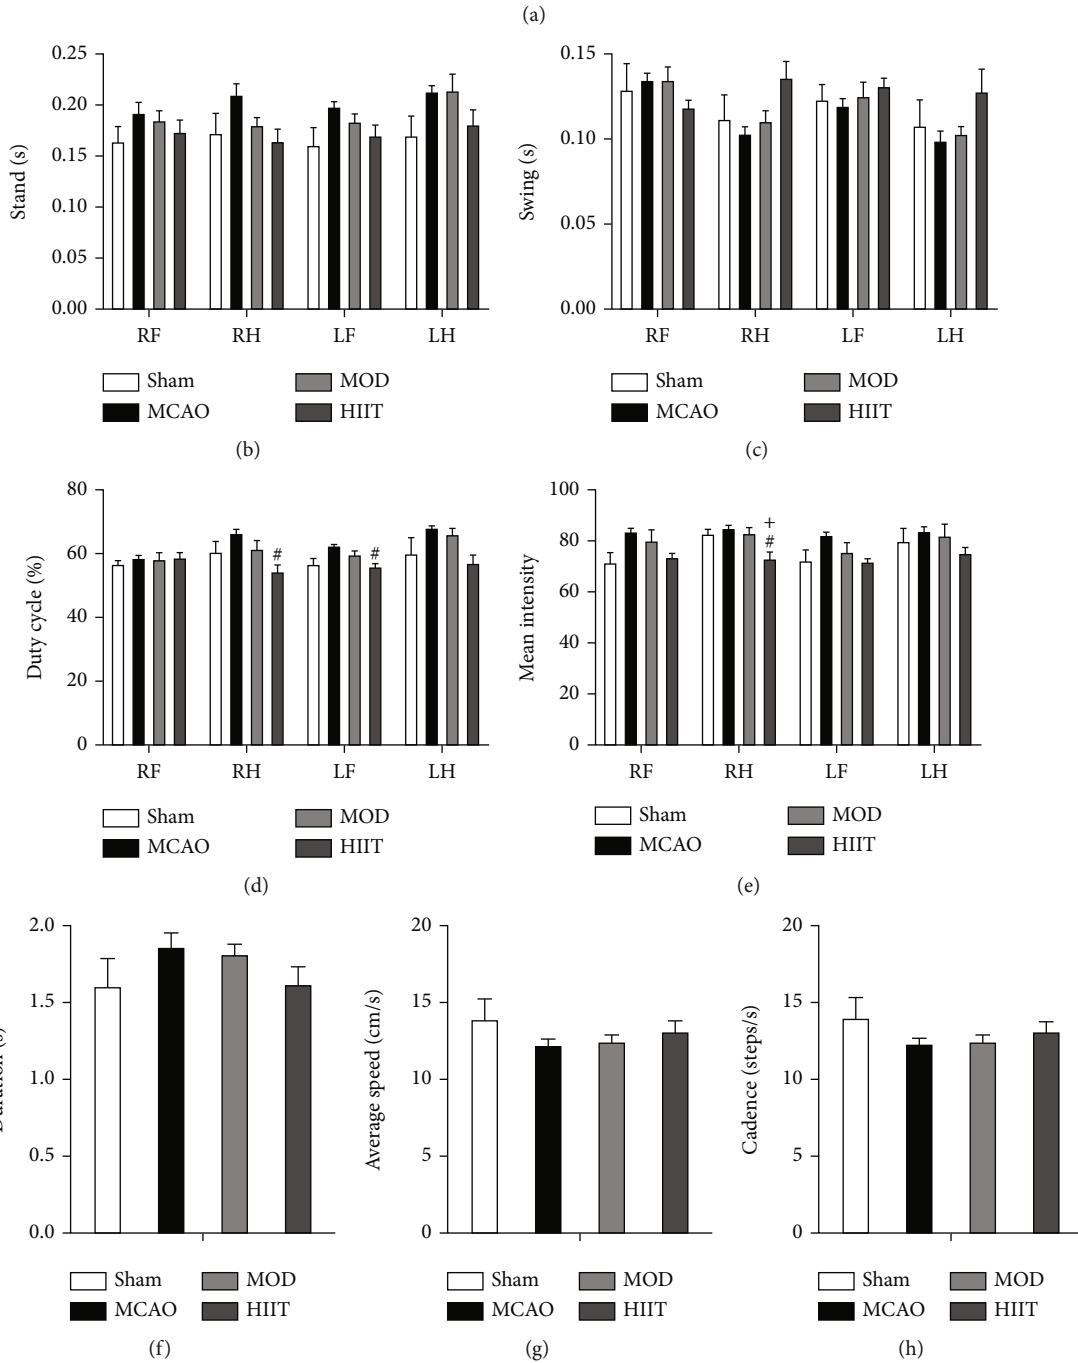 (a)
0.25
0.20
0.15
0.10
0.05
0.00
Stand (s)
RF RH LF LH
Sham MOD
MCAO HIIT
(b)
0.15
0.10
0.05
0.00
Swing (s)
RF RH LF LH
Sham MOD
MCAO HIIT
(c)
80
60
40
20
0
Duty cycle (%)
# #
RF RH LF LH
Sham MOD
MCAO HIIT
(d)
100
80
60
40
20
0
Mean intensity
+
#
RF RH LF LH
Sham MOD
MCAO HIIT
(e)
2.0
1.5
1.0
0.5
0.0
Sham MOD
MCAO HIIT
(f)
20
15
10
5
0
Average speed (cm/s)
Sham MOD
MCAO HIIT
(g)
20
15
10
5
0
Cadence (steps/s)
Sham MOD
MCAO HIIT
(h)